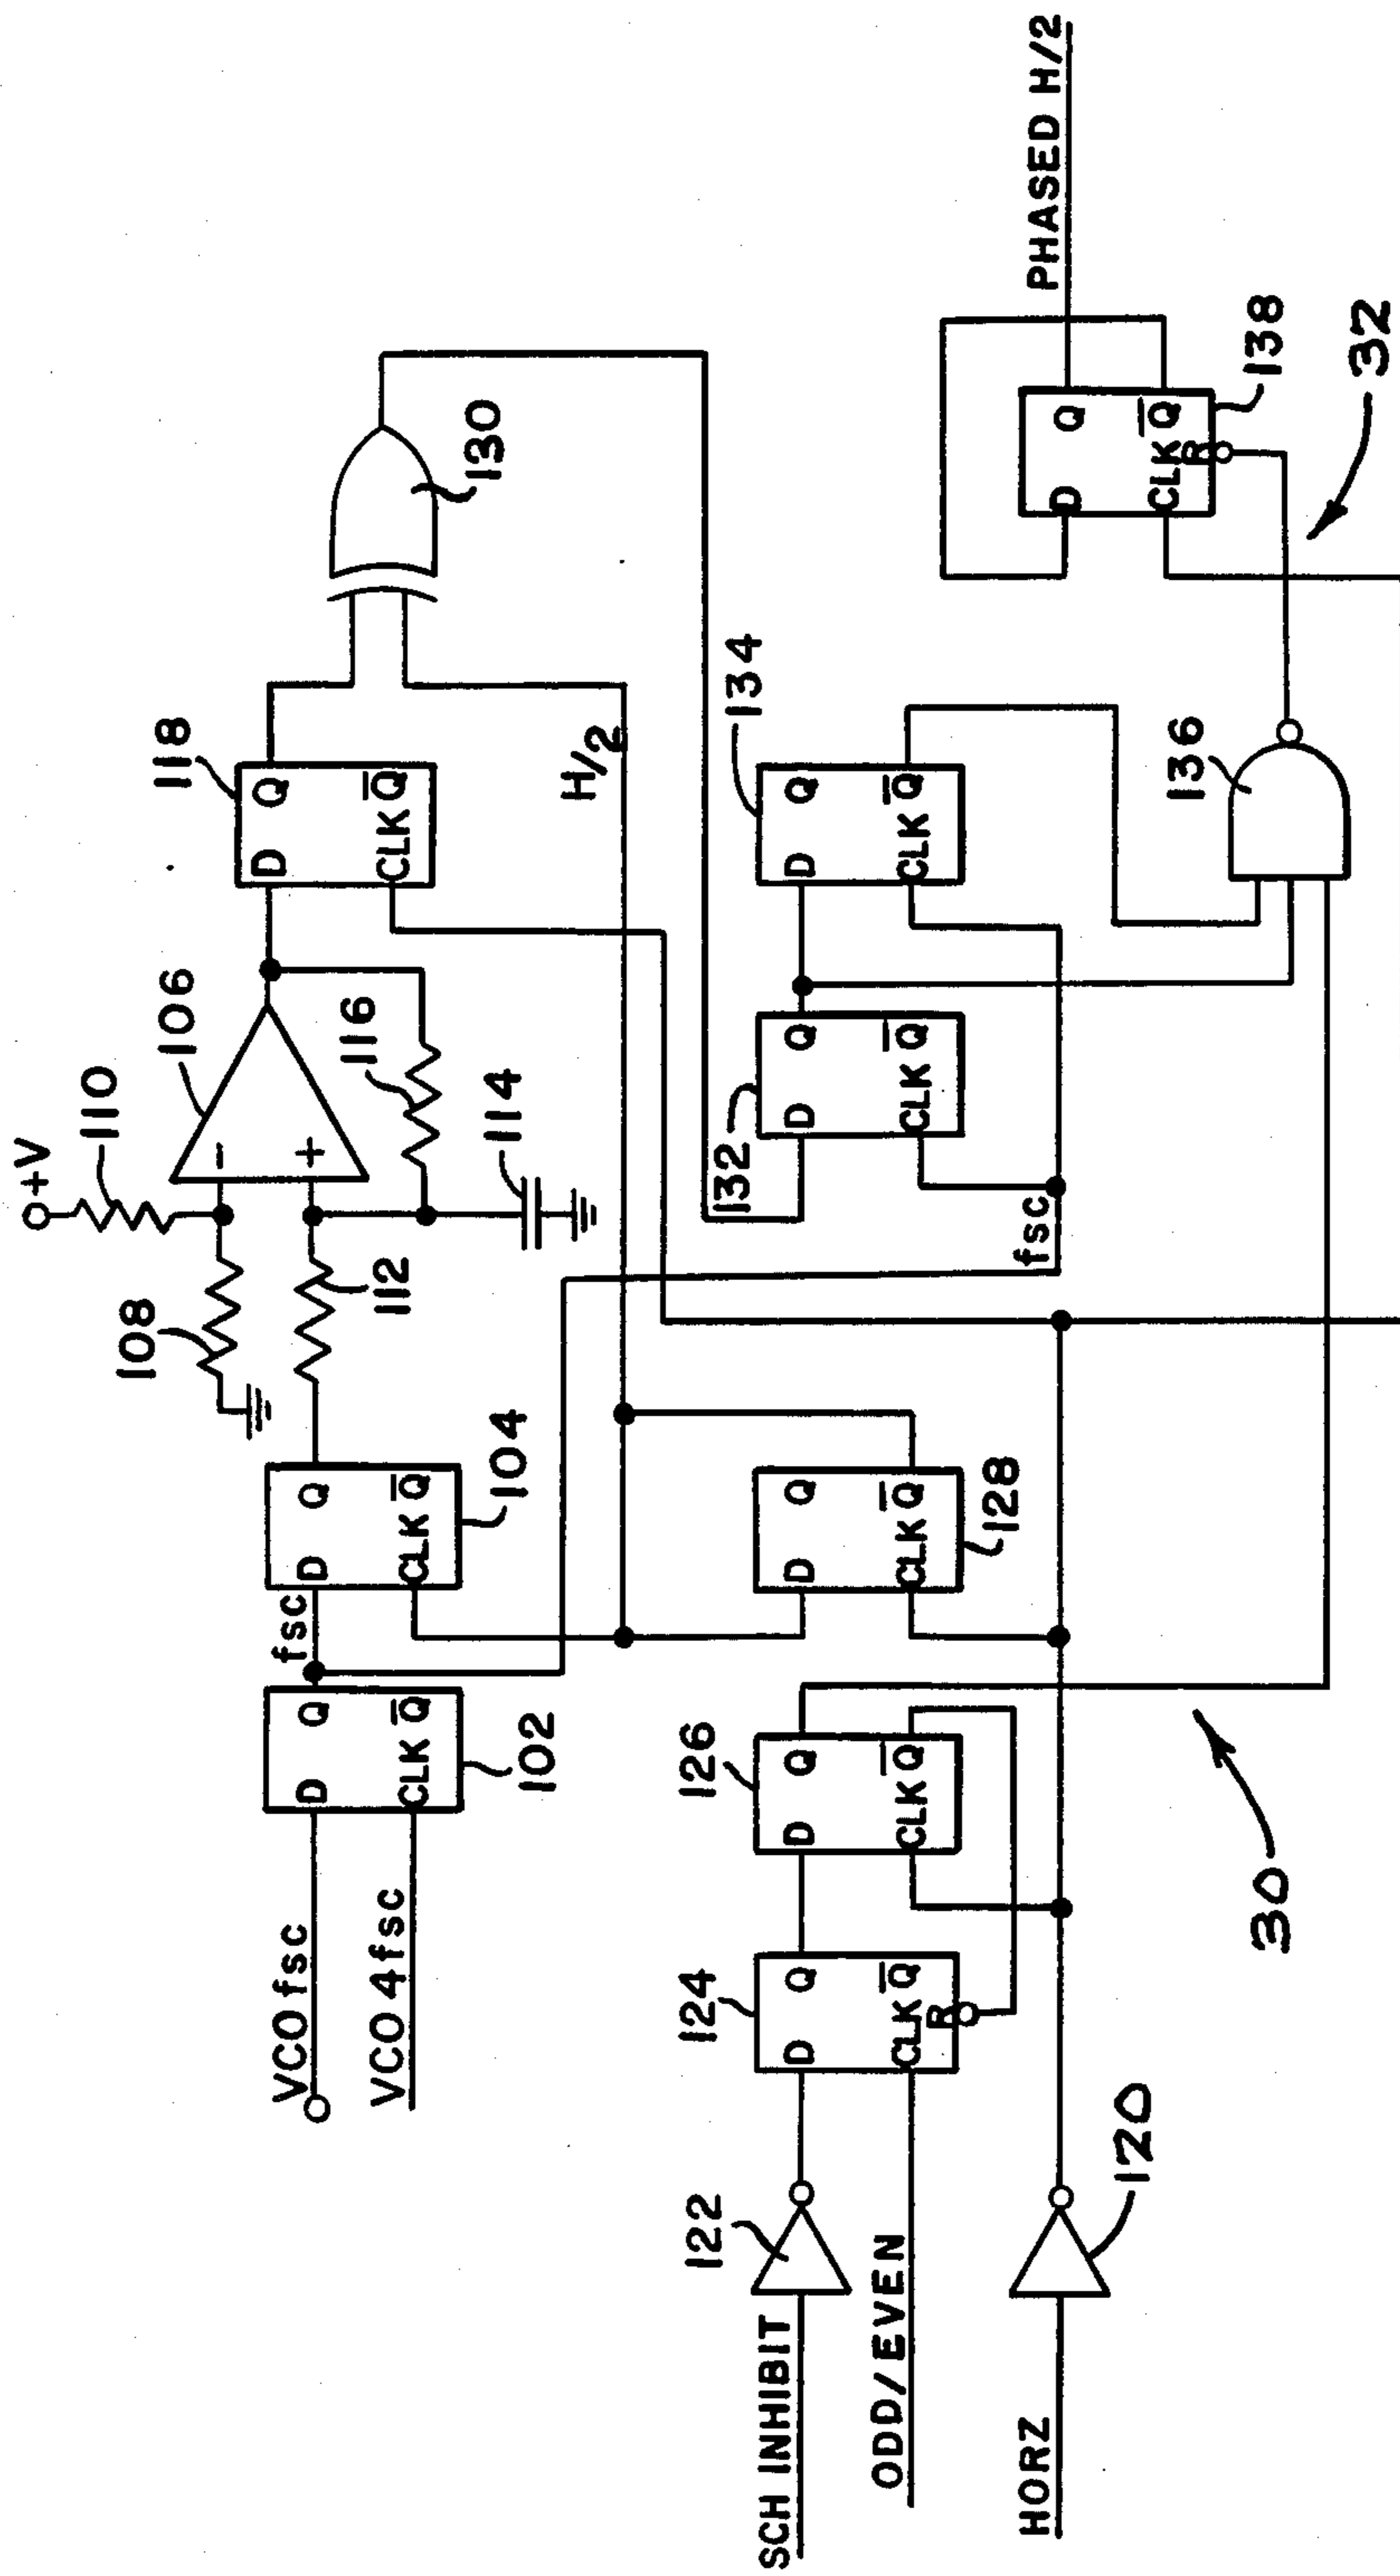 +V
110
106
118
108
112
116
114
130
-
+
VCO fsc
VCO 4fsc
D Q
CLK Q̅
102
fsc
D Q
CLK Q̅
104
D Q
CLK Q̅
H/2
SCH INHIBIT
122
ODD/EVEN
HORZ
120
124
D Q
CLK Q̅
R
126
D Q
CLK Q̅
D Q
CLK Q̅
128
fsc
132
D Q
CLK Q̅
134
D Q
CLK Q̅
136
D Q
CLK Q̅
R
138
PHASED H/2
30
32